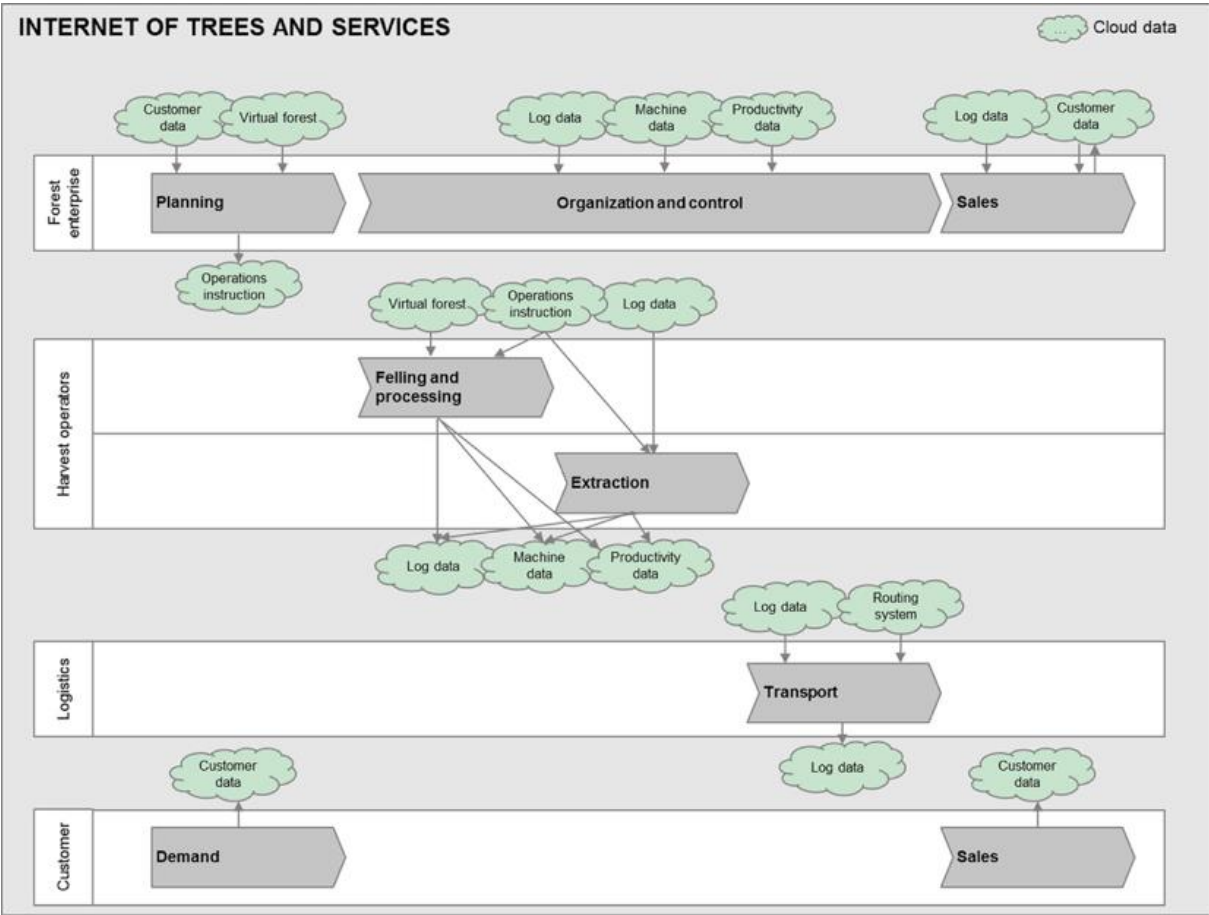 INTERNET OF TREES AND SERVICES
...
Cloud data
Customer
data
Virtual forest
Log data
Machine
data
Productivity
data
Log data
Customer
data
Forest
enterprise
Planning
Organization and control
Sales
Operations
instruction
Virtual forest
Operations
instruction
Log data
Harvest operators
Felling and
processing
Extraction
Log data
Machine
data
Productivity
data
Log data
Routing
system
Logistics
Transport
Log data
Customer
data
Customer
data
Customer
Demand
Sales